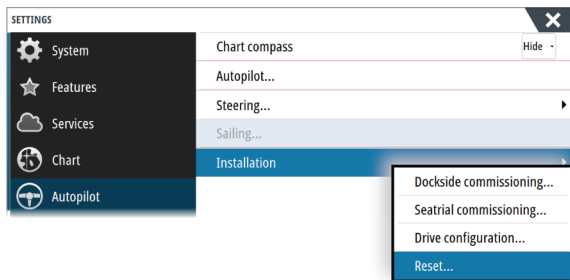 SETTINGS
System
Features
Services
Chart
Autopilot
Chart compass
Hide -
Autopilot...
Steering...
Sailing...
Installation
Dockside commissioning...
Seatrial commissioning...
Drive configuration...
Reset...